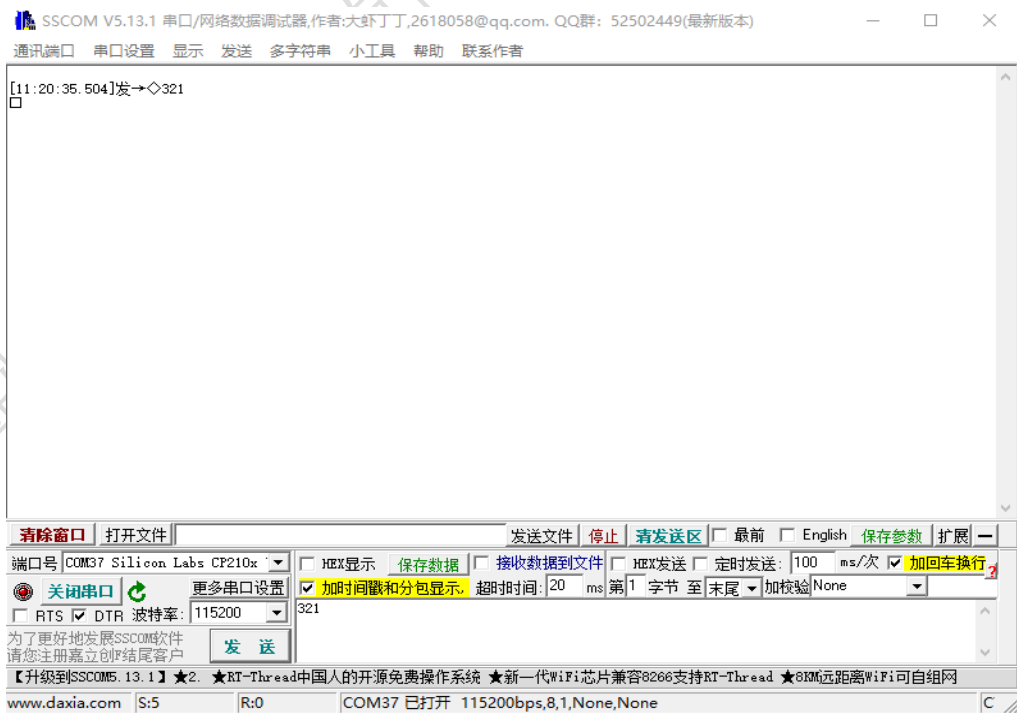 SSCOM V5.13.1 串口/网络数据调试器,作者:大虾丁丁,2618058@qq.com. QQ群: 52502449(最新版本)
通讯端口 串口设置 显示 发送 多字符串 小工具 帮助 联系作者
[11:20:35.504]发→◇321
清除窗口 打开文件 发送文件 停止 清发送区 最前 English 保存参数 扩展 —
端口号 COM37 Silicon Labs CP210x HEX显示 保存数据 接收数据到文件 HEX发送 定时发送: 100 ms/次 加回车换行 ?
关闭串口 更多串口设置 加时间戳和分包显示, 超时时间: 20 ms 第 1 字节 至 末尾 加校验 None
RTS DTR 波特率: 115200 321
为了更好地发展SSCOM软件
请您注册嘉立创F结尾客户
发 送
【升级到SSCOM5.13.1】★2. ★RT-Thread中国人的开源免费操作系统 ★新一代WiFi芯片兼容8266支持RT-Thread ★8KM远距离WiFi可自组网
www.daxia.com S:5 R:0 COM37 已打开 115200bps,8,1,None,None